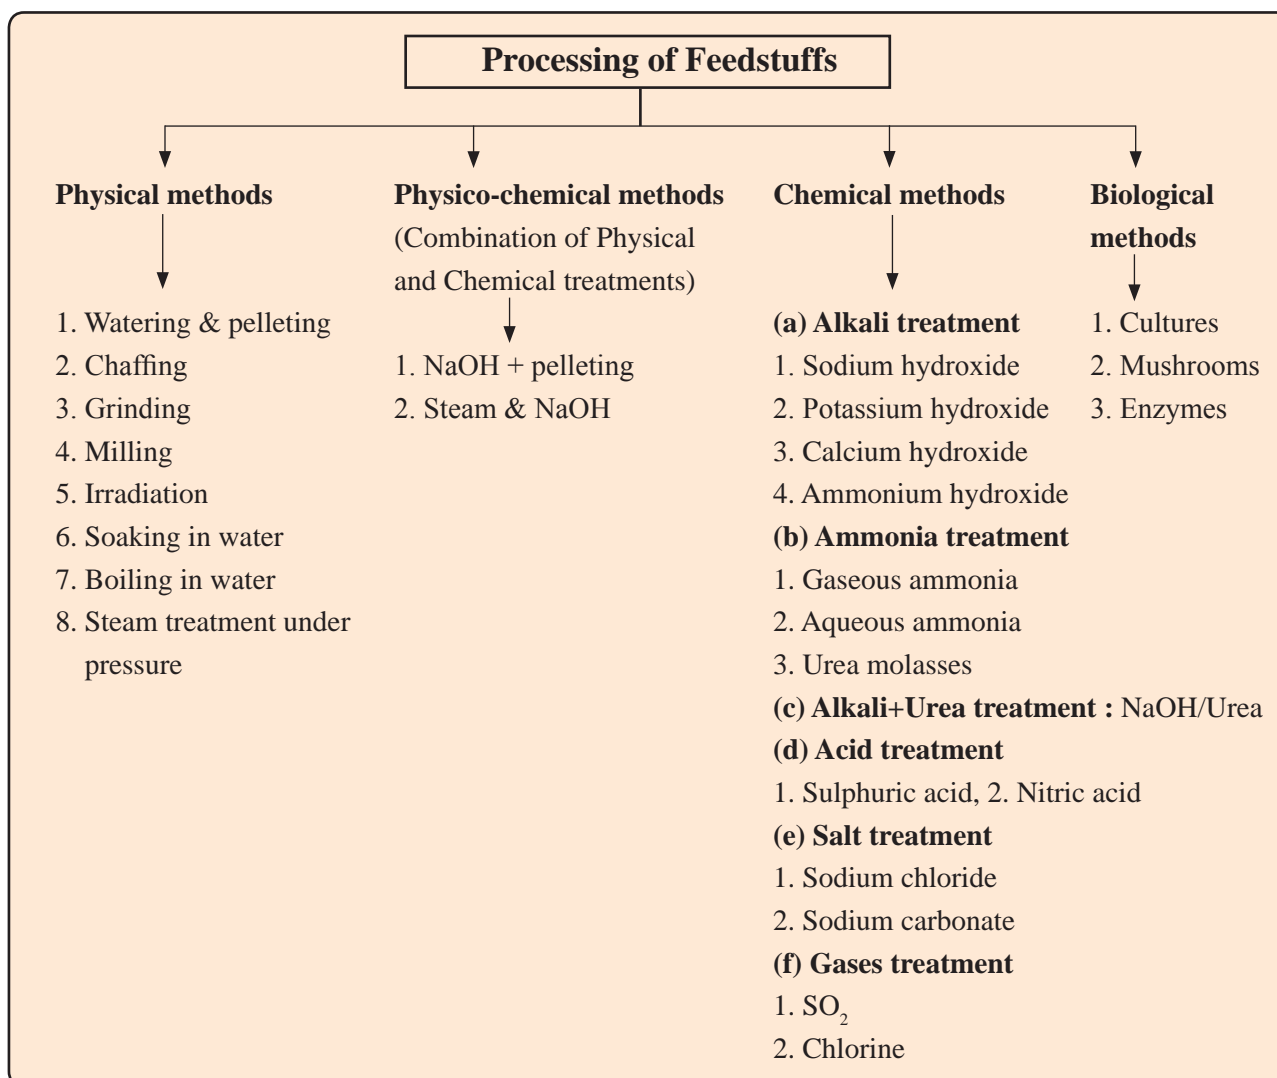 Processing of Feedstuffs
Physical methods
1. Watering & pelleting
2. Chaffing
3. Grinding
4. Milling
5. Irradiation
6. Soaking in water
7. Boiling in water
8. Steam treatment under
pressure
Physico-chemical methods
(Combination of Physical
and Chemical treatments)
1. NaOH + pelleting
2. Steam & NaOH
Chemical methods
(a) Alkali treatment
1. Sodium hydroxide
2. Potassium hydroxide
3. Calcium hydroxide
4. Ammonium hydroxide
(b) Ammonia treatment
1. Gaseous ammonia
2. Aqueous ammonia
3. Urea molasses
(c) Alkali+Urea treatment : NaOH/Urea
(d) Acid treatment
1. Sulphuric acid, 2. Nitric acid
(e) Salt treatment
1. Sodium chloride
2. Sodium carbonate
(f) Gases treatment
1. SO₂
2. Chlorine
Biological
methods
1. Cultures
2. Mushrooms
3. Enzymes